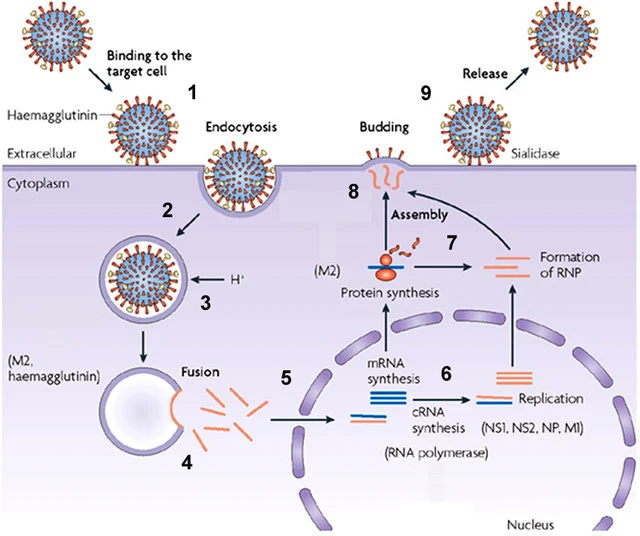 Binding to the
target cell
1
Haemagglutinin
Extracellular
Cytoplasm
Endocytosis
2
3
H⁺
(M2,
haemagglutinin)
Fusion
4
5
Budding
8
Assembly
7
(M2)
Protein synthesis
Formation
of RNP
Release
9
Sialidase
mRNA
synthesis
6
cRNA
synthesis
Replication
(NS1, NS2, NP, M1)
(RNA polymerase)
Nucleus